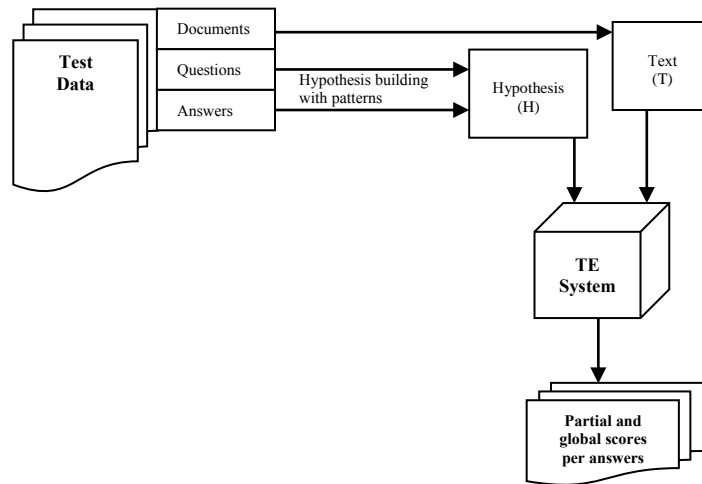 Documents
Test
Data
Questions
Answers
Hypothesis building
with patterns
Hypothesis
(H)
Text
(T)
TE
System
Partial and
global scores
per answers